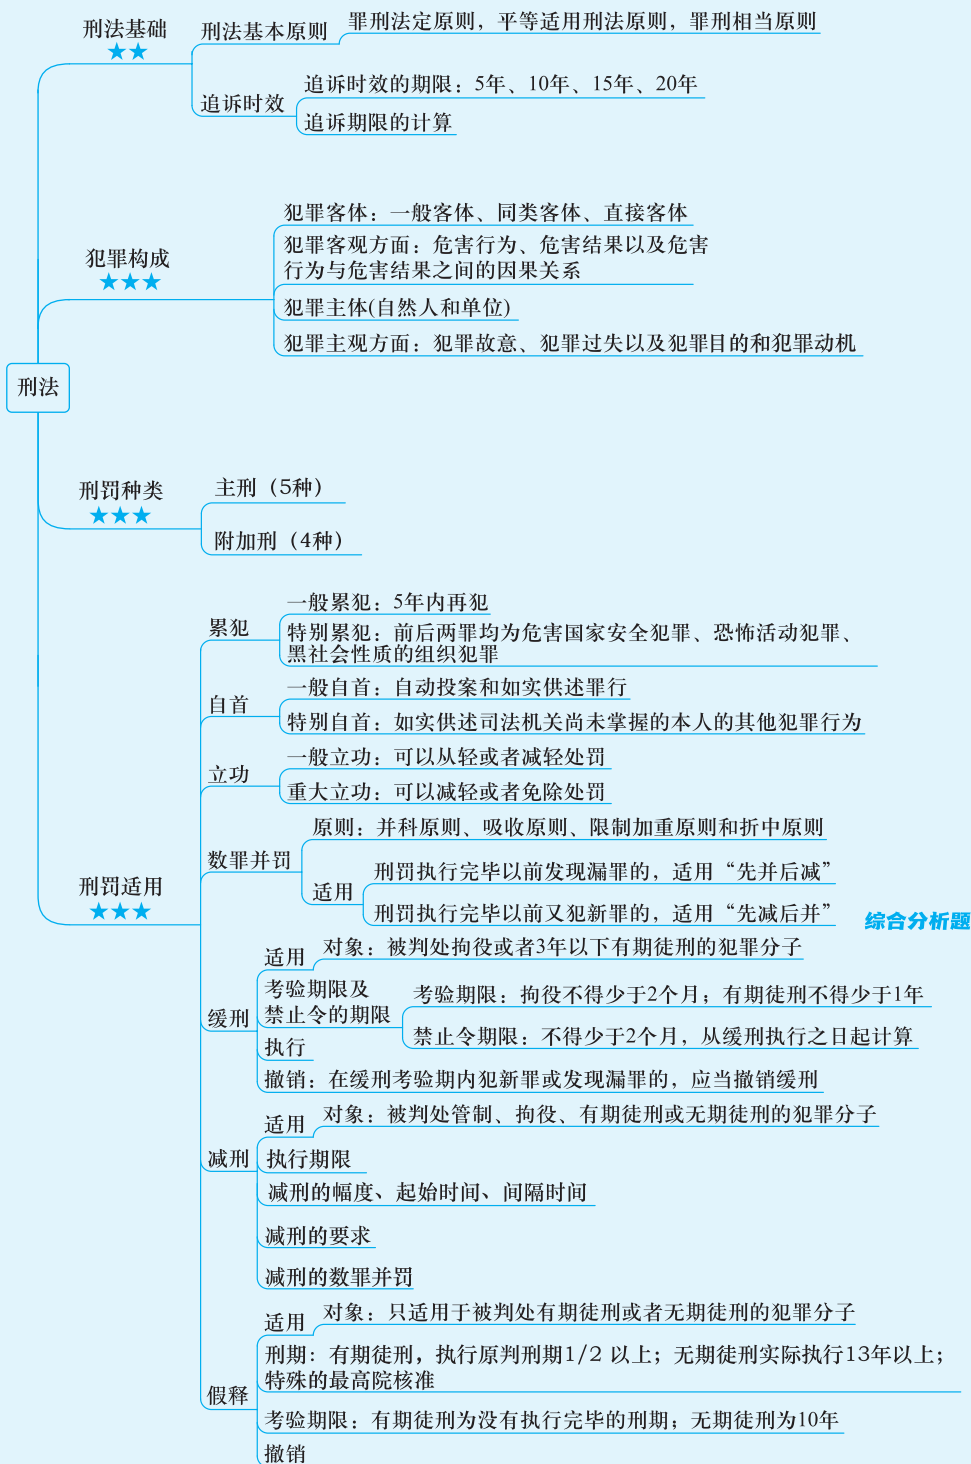 刑法
刑法基础
★★
刑法基本原则
罪刑法定原则，平等适用刑法原则，罪刑相当原则
追诉时效
追诉时效的期限：5年、10年、15年、20年
追诉期限的计算
犯罪构成
★★★
犯罪客体：一般客体、同类客体、直接客体
犯罪客观方面：危害行为、危害结果以及危害
行为与危害结果之间的因果关系
犯罪主体(自然人和单位)
犯罪主观方面：犯罪故意、犯罪过失以及犯罪目的和犯罪动机
刑罚种类
★★★
主刑（5种）
附加刑（4种）
刑罚适用
★★★
累犯
一般累犯：5年内再犯
特别累犯：前后两罪均为危害国家安全犯罪、恐怖活动犯罪、
黑社会性质的组织犯罪
自首
一般自首：自动投案和如实供述罪行
特别自首：如实供述司法机关尚未掌握的本人的其他犯罪行为
立功
一般立功：可以从轻或者减轻处罚
重大立功：可以减轻或者免除处罚
数罪并罚
原则：并科原则、吸收原则、限制加重原则和折中原则
适用
刑罚执行完毕以前发现漏罪的，适用“先并后减”
刑罚执行完毕以前又犯新罪的，适用“先减后并”
综合分析题
缓刑
适用
对象：被判处拘役或者3年以下有期徒刑的犯罪分子
考验期限及
禁止令的期限
考验期限：拘役不得少于2个月；有期徒刑不得少于1年
禁止令期限：不得少于2个月，从缓刑执行之日起计算
执行
撤销：在缓刑考验期内犯新罪或发现漏罪的，应当撤销缓刑
减刑
适用
对象：被判处管制、拘役、有期徒刑或无期徒刑的犯罪分子
执行期限
减刑的幅度、起始时间、间隔时间
减刑的要求
减刑的数罪并罚
假释
适用
对象：只适用于被判处有期徒刑或者无期徒刑的犯罪分子
刑期：有期徒刑，执行原判刑期1/2 以上；无期徒刑实际执行13年以上；
特殊的最高院核准
考验期限：有期徒刑为没有执行完毕的刑期；无期徒刑为10年
撤销